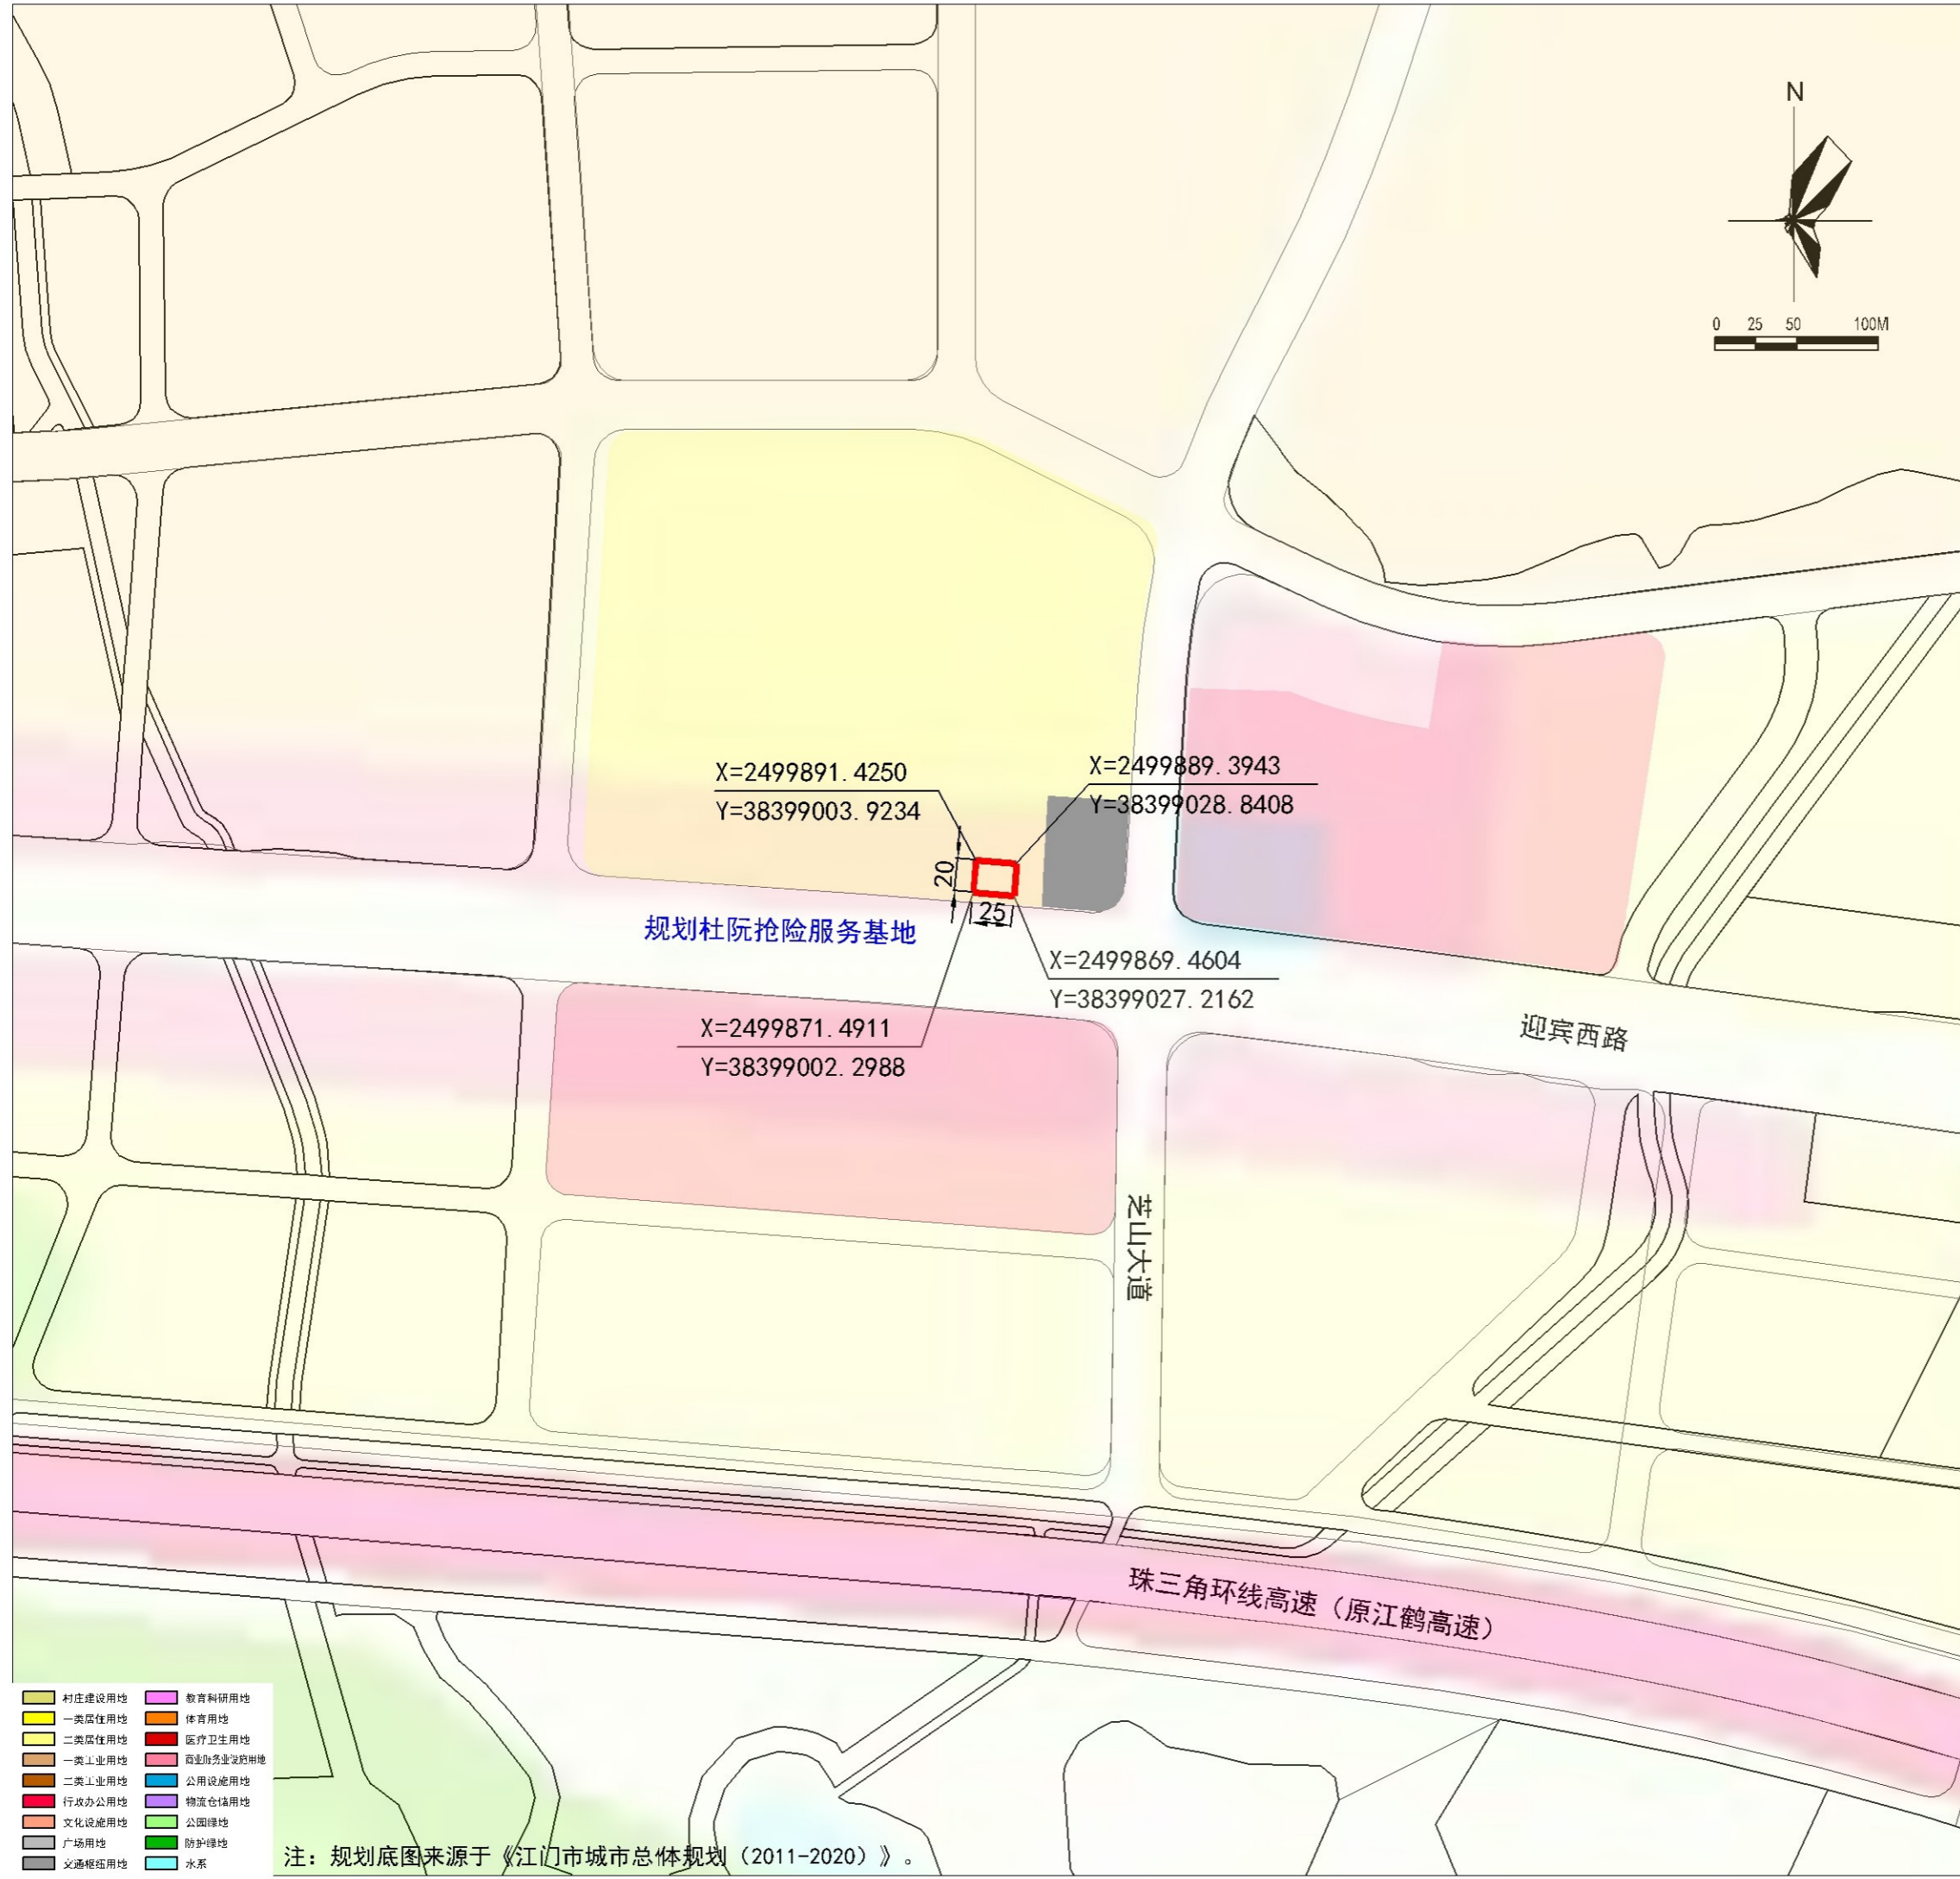 N
0 25 50 100M
X=2499891.4250
Y=38399003.9234
X=2499889.3943
Y=38399028.8408
20
25
规划杜阮抢险服务基地
X=2499869.4604
Y=38399027.2162
X=2499871.4911
Y=38399002.2988
迎宾西路
芝山大道
珠三角环线高速（原江鹤高速）
村庄建设用地 教育科研用地
一类居住用地 体育用地
二类居住用地 医疗卫生用地
一类工业用地 商业服务业设施用地
二类工业用地 公用设施用地
行政办公用地 物流仓储用地
文化设施用地 公园绿地
广场用地 防护绿地
交通枢纽用地 水系
注：规划底图来源于《江门市城市总体规划（2011-2020）》。